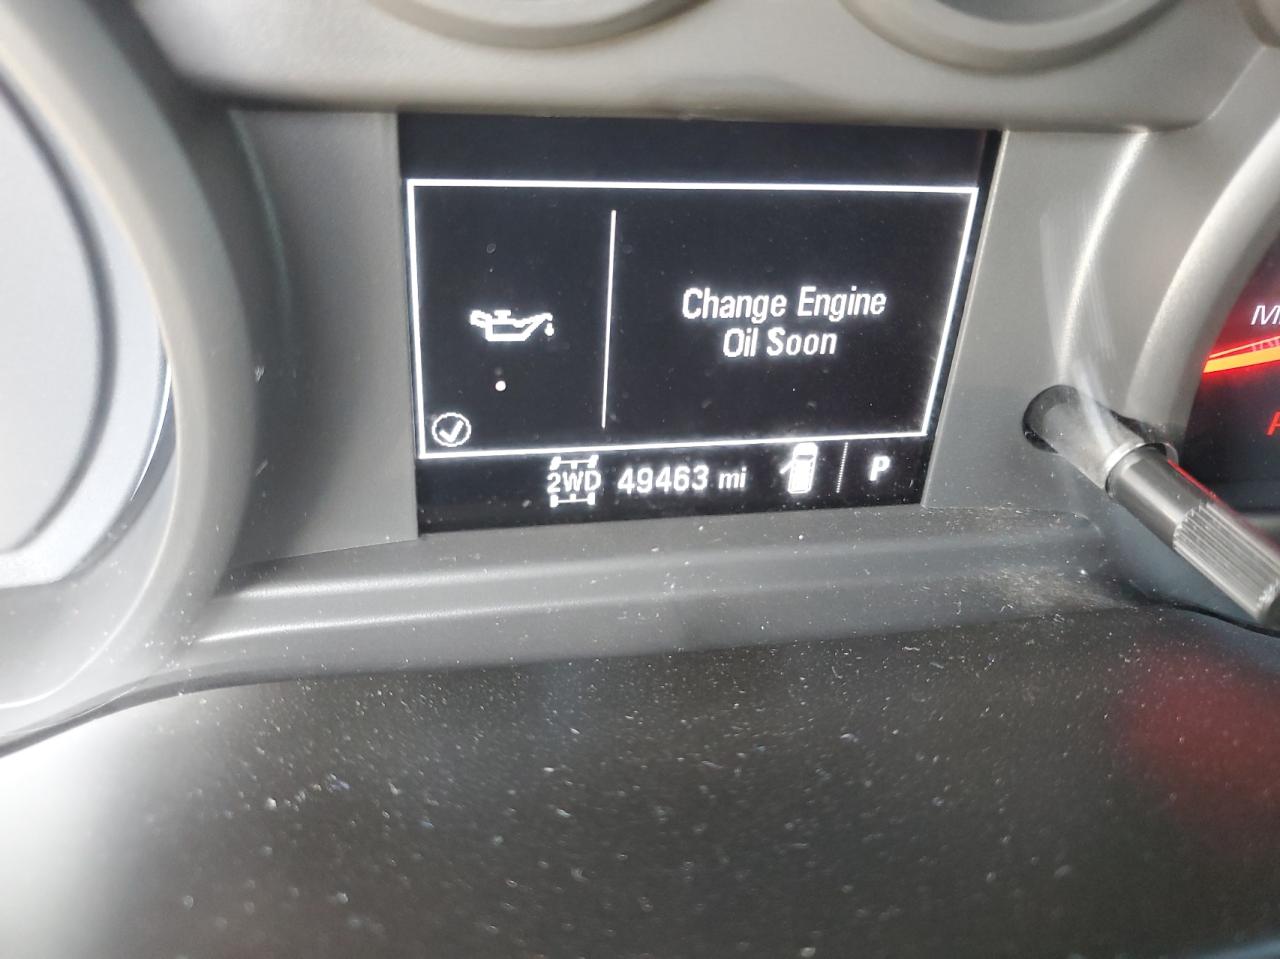 Change Engine
Oil Soon
2WD 49463 mi P